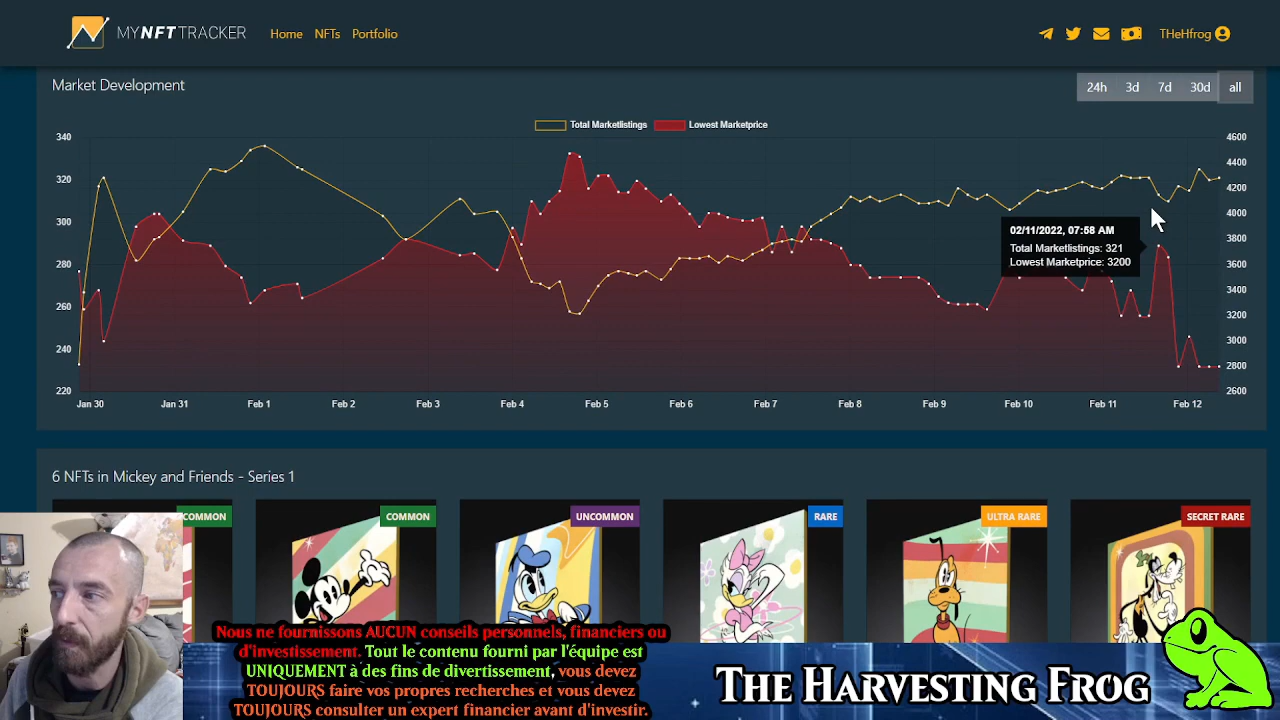 MYNFTTRACKER Home NFTs Portfolio THeHfrog
Market Development
24h 3d 7d 30d all
Total Marketlistings Lowest Marketprice
340 4600
4400
320 4200
300 4000
3800
280 3600
3400
260 3200
240 3000
2800
220 2600
02/11/2022, 07:58 AM
Total Marketlistings: 321
Lowest Marketprice: 3200
Jan 30 Jan 31 Feb 1 Feb 2 Feb 3 Feb 4 Feb 5 Feb 6 Feb 7 Feb 8 Feb 9 Feb 10 Feb 11 Feb 12
6 NFTs in Mickey and Friends - Series 1
COMMON COMMON UNCOMMON RARE ULTRA RARE SECRET RARE
Nous ne fournissons AUCUN conseils personnels, financiers ou
d'investissement. Tout le contenu fourni par l'équipe est
UNIQUEMENT à des fins de divertissement, vous devez
TOUJOURS faire vos propres recherches et vous devez
TOUJOURS consulter un expert financier avant d'investir.
The Harvesting Frog